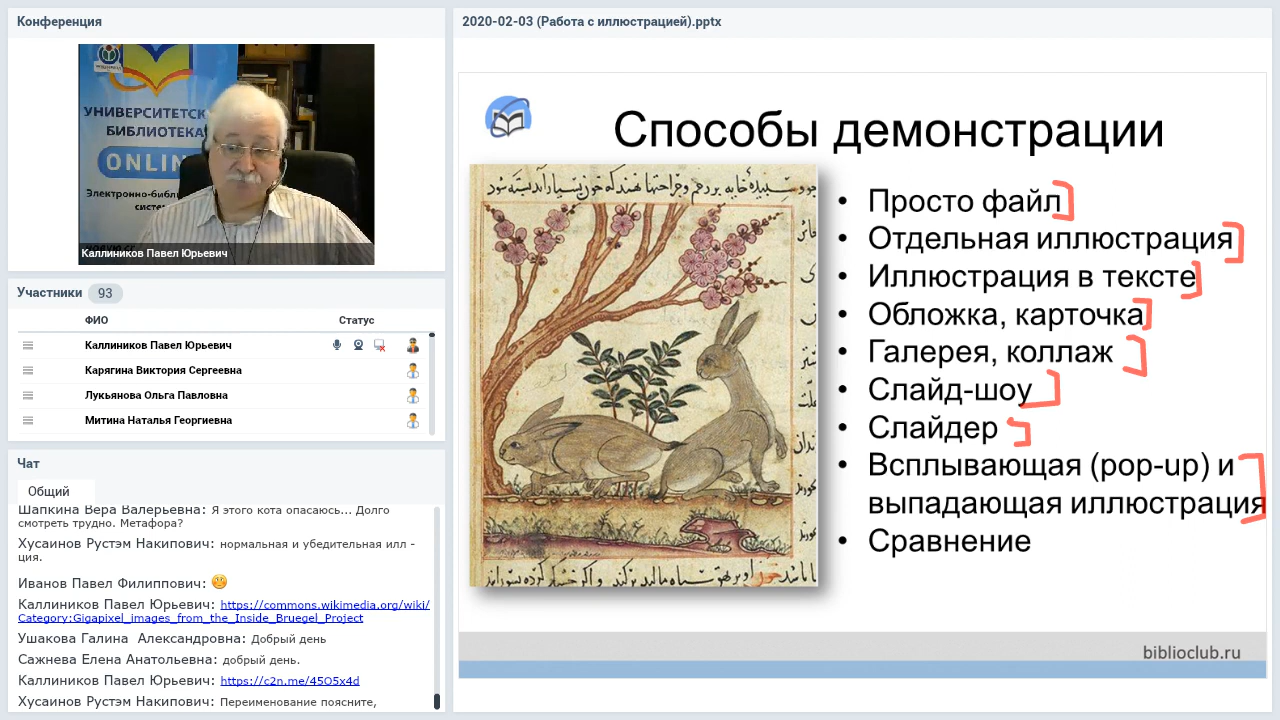 Конференция
УНИВЕРСИТЕТСК
БИБЛИОТЕКА
ONLIN
Электронно-библи
систе
Каллиников Павел Юрьевич
Участники 93
ФИО Статус
Каллиников Павел Юрьевич
Карягина Виктория Сергеевна
Лукьянова Ольга Павловна
Митина Наталья Георгиевна
Чат
Общий
Шапкина Вера Валерьевна: Я этого кота опасаюсь... Долго
смотреть трудно. Метафора?
Хусаинов Рустэм Накипович: нормальная и убедительная илл -
ция.
Иванов Павел Филиппович:
Каллиников Павел Юрьевич: https://commons.wikimedia.org/wiki/
Category:Gigapixel_images_from_the_Inside_Bruegel_Project
Ушакова Галина Александровна: Добрый день
Сажнева Елена Анатольевна: добрый день.
Каллиников Павел Юрьевич: https://c2n.me/45O5x4d
Хусаинов Рустэм Накипович: Переименование поясните,
2020-02-03 (Работа с иллюстрацией).pptx
Способы демонстрации
• Просто файл
• Отдельная иллюстрация
• Иллюстрация в тексте
• Обложка, карточка
• Галерея, коллаж
• Слайд-шоу
• Слайдер
• Всплывающая (pop-up) и
выпадающая иллюстрация
• Сравнение
biblioclub.ru